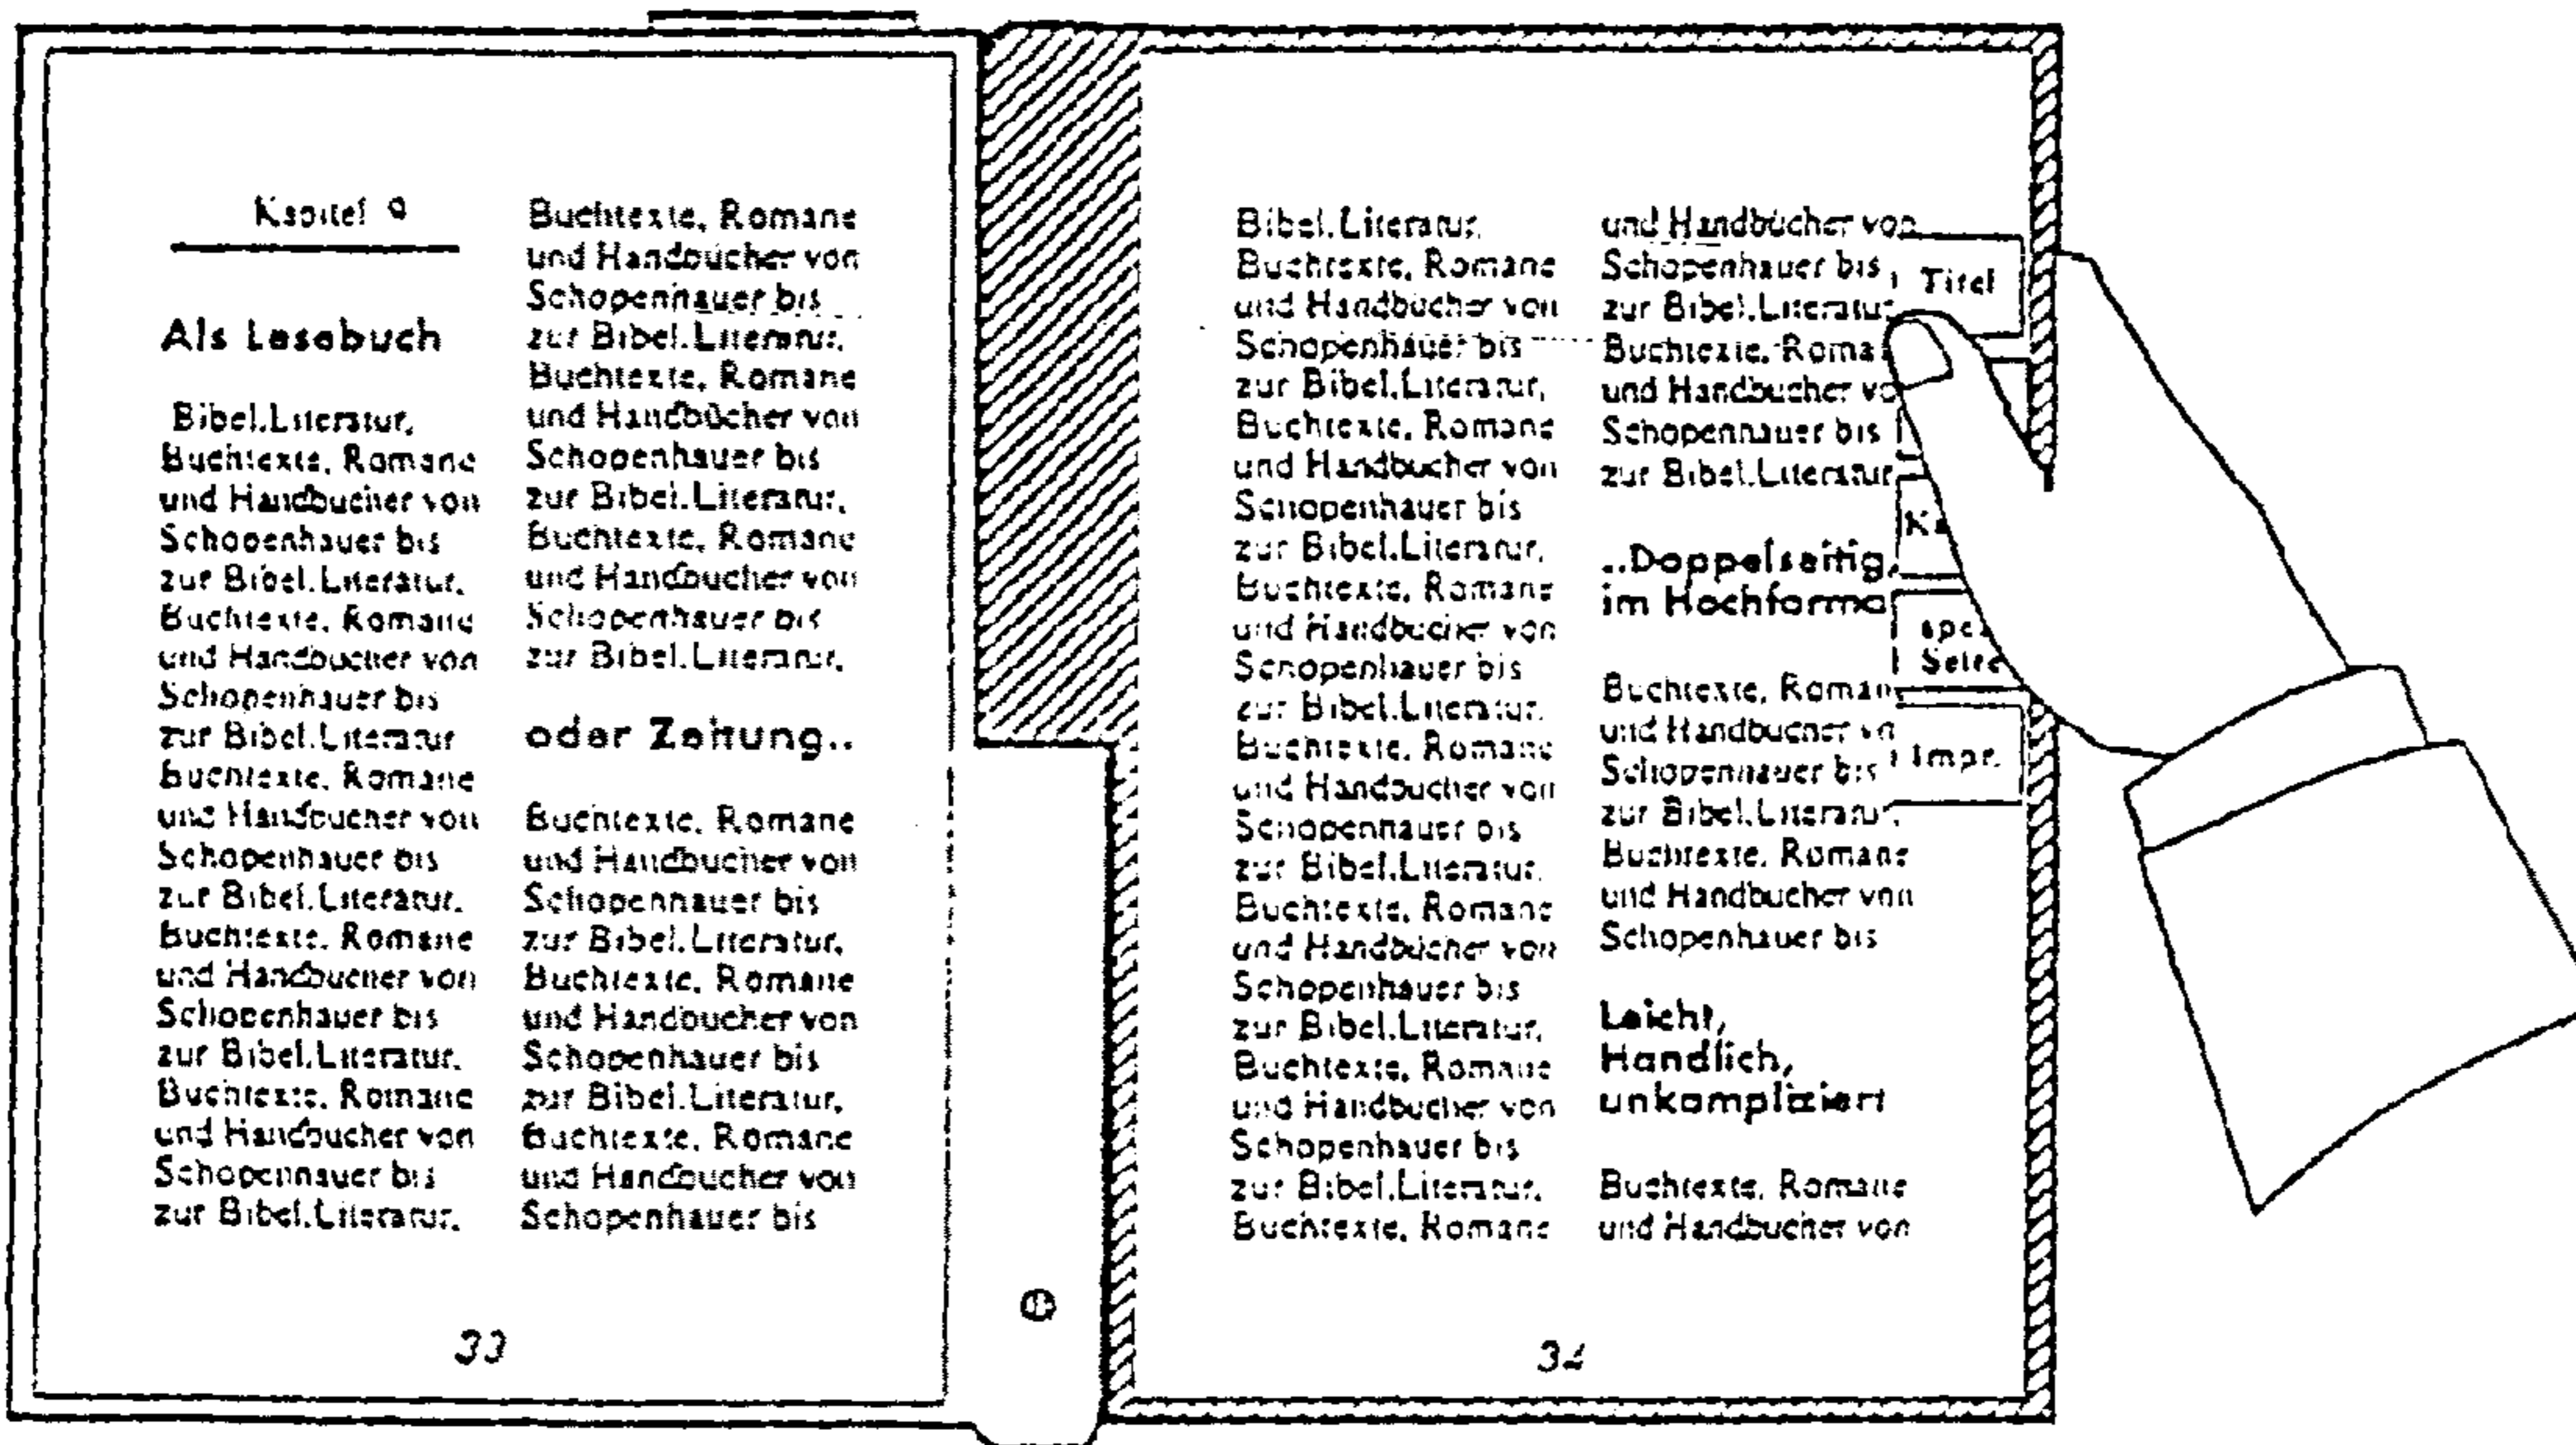 Kapitel 9
Als Lesebuch
Bibel.Literatur,
Buchtexte, Romane
und Handbücher von
Schopenhauer bis
zur Bibel.Literatur.
Buchtexte, Romane
und Handbücher von
Schopenhauer bis
zur Bibel.Literatur
Buchtexte, Romane
und Handbücher von
Schopenhauer bis
zur Bibel.Literatur.
Buchtexte, Romane
und Handbücher von
Schopenhauer bis
zur Bibel.Literatur.
Buchtexte, Romane
und Handbücher von
Schopenhauer bis
zur Bibel.Literatur.
Buchtexte, Romane
und Handbücher von
Schopenhauer bis
zur Bibel.Literatur.
Buchtexte, Romane
und Handbücher von
Schopenhauer bis
zur Bibel.Literatur.
Buchtexte, Romane
und Handbücher von
Schopenhauer bis
zur Bibel.Literatur.
oder Zeitung..
Buchtexte, Romane
und Handbücher von
Schopenhauer bis
zur Bibel.Literatur.
Buchtexte, Romane
und Handbücher von
Schopenhauer bis
zur Bibel.Literatur.
Buchtexte, Romane
und Handbücher von
Schopenhauer bis
33
Bibel.Literatur.
Buchtexte, Romane
und Handbücher von
Schopenhauer bis
zur Bibel.Literatur,
Buchtexte, Romane
und Handbücher von
Schopenhauer bis
zur Bibel.Literatur.
Buchtexte, Romane
und Handbücher von
Schopenhauer bis
zur Bibel.Literatur.
Buchtexte, Romane
und Handbücher von
Schopenhauer bis
zur Bibel.Literatur.
Buchtexte, Romane
und Handbücher von
Schopenhauer bis
zur Bibel.Literatur.
Buchtexte, Romane
und Handbücher von
Schopenhauer bis
zur Bibel.Literatur.
Buchtexte, Romane
und Handbücher von
Schopenhauer bis
zur Bibel.Literatur
Buchtexte, Roma
und Handbücher vo
Schopenhauer bis
zur Bibel.Literatur
..Doppelseitig,
im Hochforma
Buchtexte, Roman
und Handbücher vo
Schopenhauer bis
zur Bibel.Literatur.
Buchtexte, Romane
und Handbücher von
Schopenhauer bis
Leicht,
Handlich,
unkompliziert
Buchtexte, Romane
und Handbücher von
34
Titel
Impr.